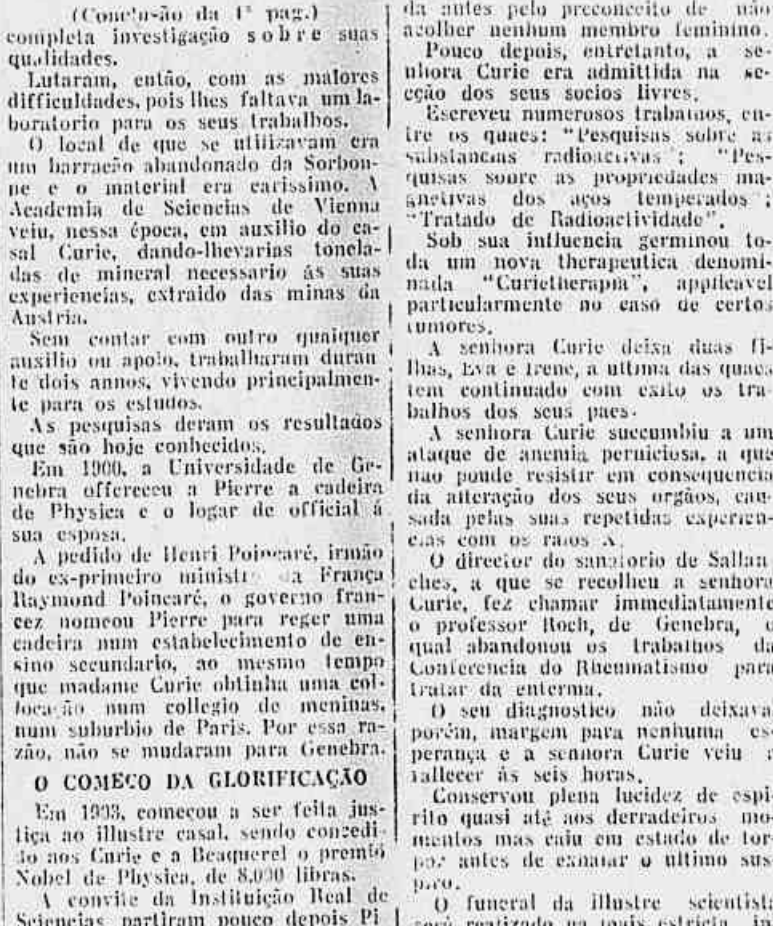 (Conclusão da 1ª pag.)
completa investigação sobre suas
qualidades.
Lutaram, então, com as maiores
difficuldades, pois lhes faltava um la-
boratorio para os seus trabalhos.
O local de que se utilizavam era
um barracão abandonado da Sorbon-
ne e o material era carissimo. A
Academia de Sciencias de Vienna
veiu, nessa época, em auxilio do ca-
sal Curie, dando-lhevarias tonela-
das de mineral necessario ás suas
experiencias, extraido das minas da
Austria.
Sem contar com outro qualquer
auxilio ou apoio, trabalharam duran
te dois annos, vivendo principalmen-
te para os estudos.
As pesquisas deram os resultados
que são hoje conhecidos.
Em 1900, a Universidade de Ge-
nebra offereceu a Pierre a cadeira
de Physica e o logar de official á
sua esposa.
A pedido de Henri Poincaré, irmão
do ex-primeiro ministro da França
Raymond Poincaré, o governo fran-
cez nomeou Pierre para reger uma
cadeira num estabelecimento de en-
sino secundario, ao mesmo tempo
que madame Curie obtinha uma col-
locação num collegio de meninas,
num suburbio de Paris. Por essa ra-
zão, não se mudaram para Genebra.
O COMEÇO DA GLORIFICAÇÃO
Em 1903, começou a ser feita jus-
tiça ao illustre casal, sendo concedi-
do aos Curie e a Beaquerel o premio
Nobel de Physica, de 8.000 libras.
A convite da Instituição Real de
Sciencias partiram pouco depois Pi
da antes pelo preconceito de não
acolher nenhum membro feminino.
Pouco depois, entretanto, a se-
nhora Curie era admittida na se-
cção dos seus socios livres.
Escreveu numerosos trabalhos, en-
tre os quaes: "Pesquisas sobre as
substancias radioactivas"; "Pes-
quisas sobre as propriedades ma-
gnetivas dos aços temperados";
"Tratado de Radioactividade".
Sob sua influencia germinou to-
da um nova therapeutica denomi-
nada "Curietherapia", applicavel
particularmente no caso de certos
tumores.
A senhora Curie deixa duas fi-
lhas, Eva e Irene, a ultima das quaes
tem continuado com exito os tra-
balhos dos seus paes.
A senhora Curie succumbiu a um
ataque de anemia perniciosa, a que
não poude resistir em consequencia
da alteração dos seus orgãos, cau-
sada pelas suas repetidas experien-
cias com os raios X.
O director do sanatorio de Sallan
ches, a que se recolheu a senhora
Curie, fez chamar immediatamente
o professor Roch, de Genebra, o
qual abandonou os trabalhos da
Conferencia do Rheumatismo para
tratar da enferma.
O seu diagnostico não deixava
porém, margem para nenhuma es-
perança e a senhora Curie veiu a
fallecer ás seis horas.
Conservou plena lucidez de espi-
rito quasi até aos derradeiros mo-
mentos mas caiu em estado de tor-
por antes de exhalar o ultimo sus
piro.
O funeral da illustre scientista
será realizado na mais estricta in